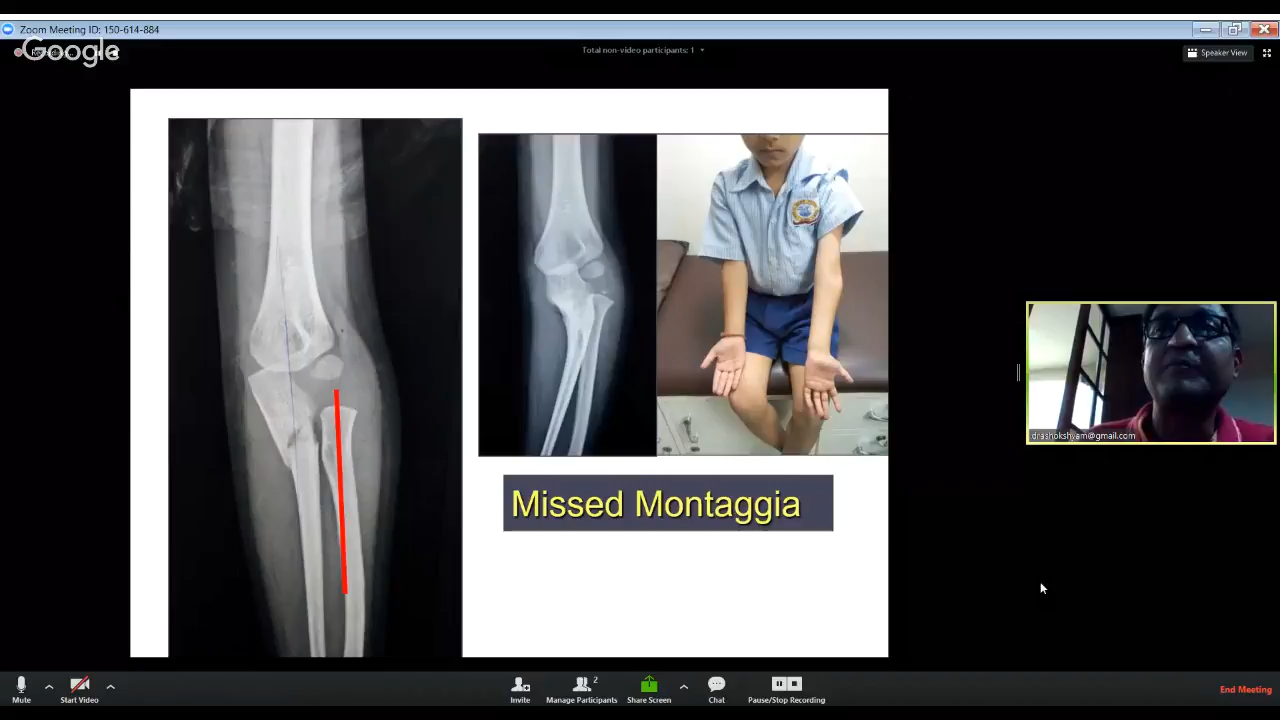 Zoom Meeting ID: 150-614-884
Google
Total non-video participants: 1
Speaker View
Missed Montaggia
drashokshyam@gmail.com
Mute
Start Video
Invite
2
Manage Participants
Share Screen
Chat
Pause/Stop Recording
End Meeting